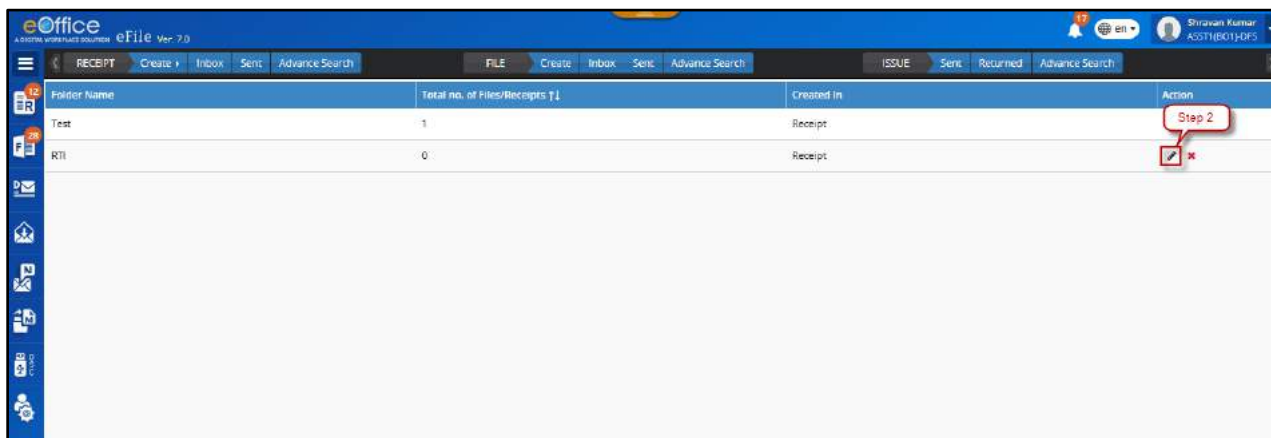 eOffice
A DIGITAL WORKPLACE SOLUTION eFile Ver. 7.0
17
en
Shravan Kumar
ASST1(BO1)-DFS
RECEIPT Create Inbox Sent Advance Search
FILE Create Inbox Sent Advance Search
ISSUE Sent Returned Advance Search
12
R
Folder Name Total no. of Files/Receipts Created In Action
Test 1 Receipt
Step 2
28
F
RTI 0 Receipt
D
N
M
DSC